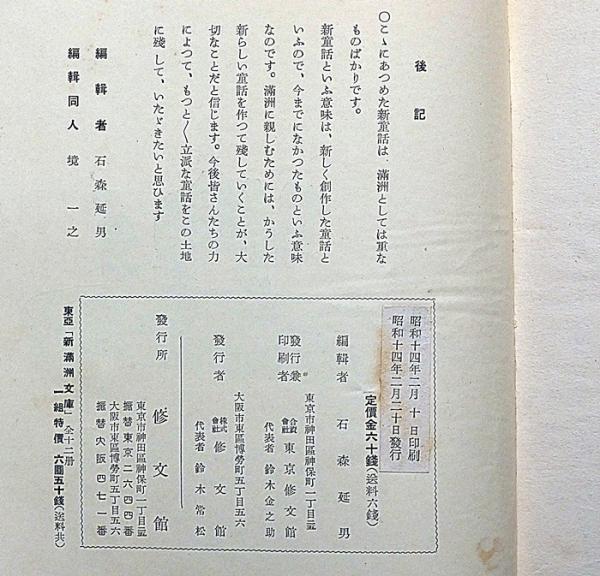 後記
〇こゝにあつめた新童話は、滿洲としては重な
ものばかりです。
新童話といふ意味は、新しく創作した童話と
いふので、今までになかつたものといふ意味
なのです。滿洲に親しむためには、かうした
新らしい童話を作つて殘していくことが、大
切なことだと信じます。今後皆さんたちの力
によつて、もつと〳〵立派な童話をこの土地
に殘して、いたゞきたいと思ひます
編輯者 石森延男
編輯同人 境一之
昭和十四年二月 十 日印刷
昭和十四年二月二十日發行
定價金六十錢(送料六錢)
編輯者 石森延男
東京市神田區神保町一丁目
發行兼印刷者 合資會社 東京修文館
代表者 鈴木金之助
大阪市東區博勞町五丁目五六
發行者 株式會社 修文館
代表者 鈴木常松
發行所 修文館
東京市神田區神保町一丁目
振替東京二六四四番
大阪市東區博勞町五丁目五六
振替大阪四七一番
東亞「新滿洲文庫」全十二册
一組特價 六圓五十錢(送料共)